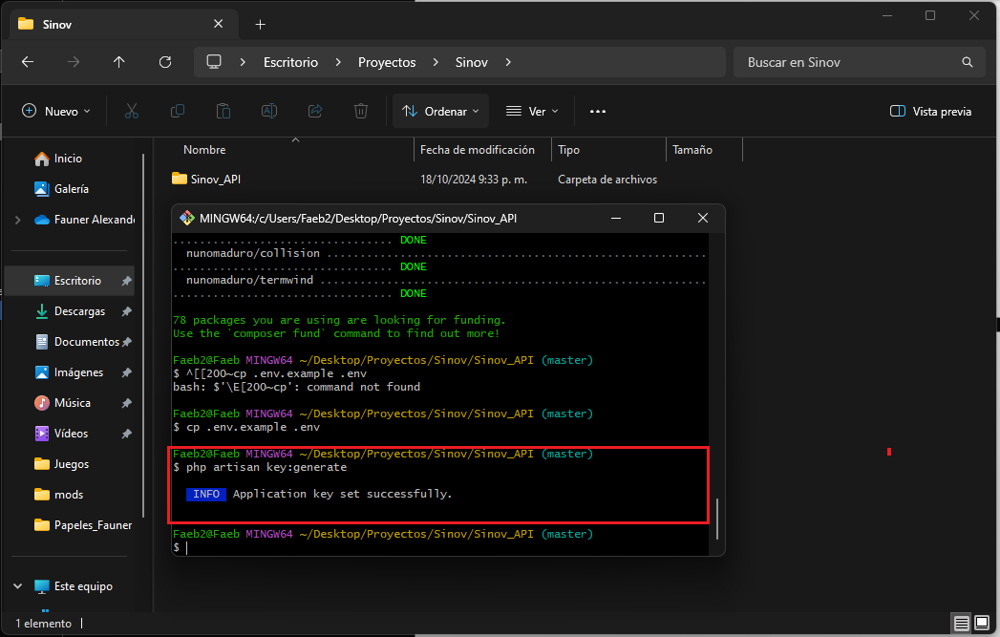 Sinov
Escritorio > Proyectos > Sinov >
Buscar en Sinov
Nuevo
Ordenar
Ver
Vista previa
Inicio
Galería
Fauner Alexand
Escritorio
Descargas
Documentos
Imágenes
Música
Vídeos
Juegos
mods
Papeles_Fauner
Este equipo
Nombre Fecha de modificación Tipo Tamaño
Sinov_API 18/10/2024 9:33 p. m. Carpeta de archivos
MINGW64:/c/Users/Faeb2/Desktop/Proyectos/Sinov/Sinov_API
................................. DONE
nunomaduro/collision .........................................................
................................. DONE
nunomaduro/termwind ..........................................................
................................. DONE
78 packages you are using are looking for funding.
Use the `composer fund` command to find out more!
Faeb2@Faeb MINGW64 ~/Desktop/Proyectos/Sinov/Sinov_API (master)
$ ^[[200~cp .env.example .env
bash: $'\E[200~cp': command not found
Faeb2@Faeb MINGW64 ~/Desktop/Proyectos/Sinov/Sinov_API (master)
$ cp .env.example .env
Faeb2@Faeb MINGW64 ~/Desktop/Proyectos/Sinov/Sinov_API (master)
$ php artisan key:generate
INFO Application key set successfully.
Faeb2@Faeb MINGW64 ~/Desktop/Proyectos/Sinov/Sinov_API (master)
$
1 elemento